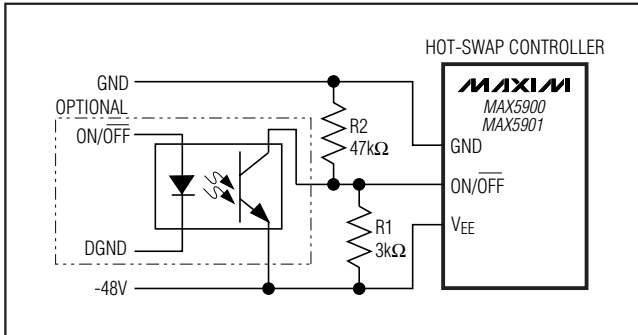 HOT-SWAP CONTROLLER
MAXIM
MAX5900
MAX5901
GND
OPTIONAL
ON/OFF
R2
47kΩ
GND
ON/OFF
R1
3kΩ
VEE
DGND
-48V